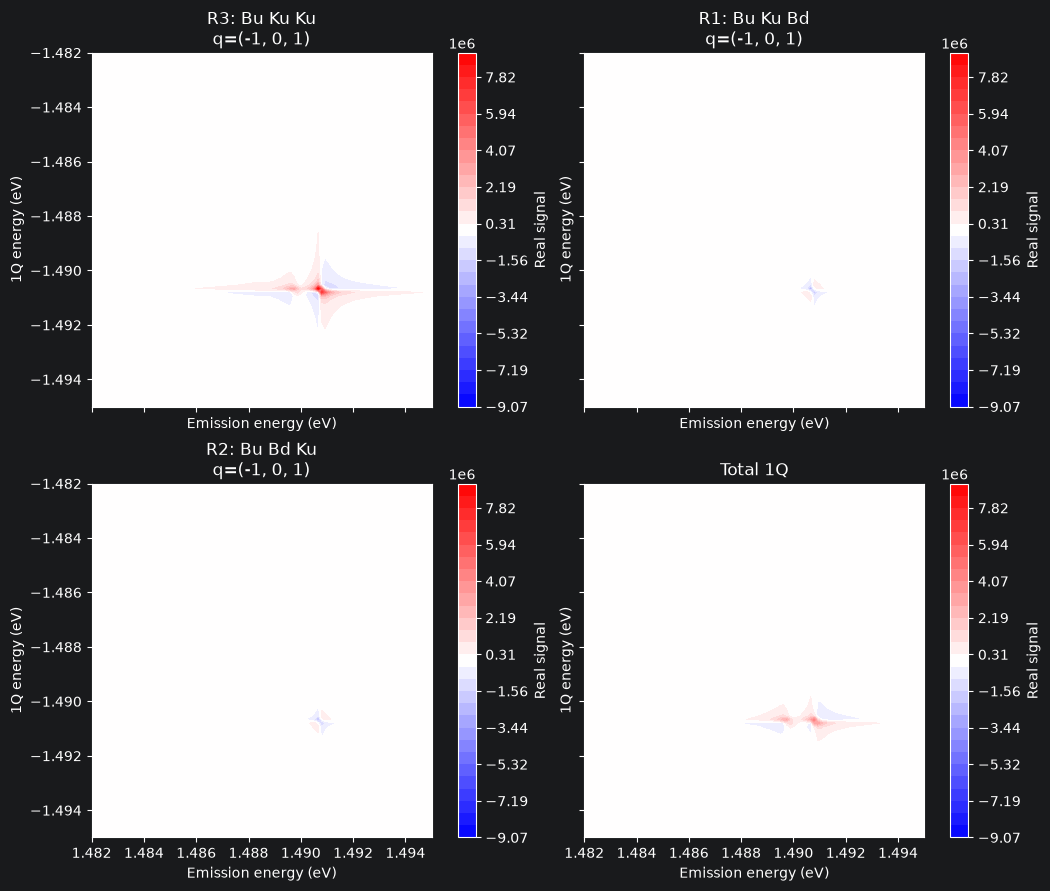 R3: Bu Ku Ku
q=(-1, 0, 1)
1e6
−1.482
−1.484
−1.486
−1.488
−1.490
−1.492
−1.494
1Q energy (eV)
Emission energy (eV)
7.82
5.94
4.07
2.19
0.31
−1.56
−3.44
−5.32
−7.19
−9.07
Real signal
R1: Bu Ku Bd
q=(-1, 0, 1)
1e6
1Q energy (eV)
Emission energy (eV)
7.82
5.94
4.07
2.19
0.31
−1.56
−3.44
−5.32
−7.19
−9.07
Real signal
R2: Bu Bd Ku
q=(-1, 0, 1)
1e6
−1.482
−1.484
−1.486
−1.488
−1.490
−1.492
−1.494
1Q energy (eV)
1.482 1.484 1.486 1.488 1.490 1.492 1.494
Emission energy (eV)
7.82
5.94
4.07
2.19
0.31
−1.56
−3.44
−5.32
−7.19
−9.07
Real signal
Total 1Q
1e6
1Q energy (eV)
1.482 1.484 1.486 1.488 1.490 1.492 1.494
Emission energy (eV)
7.82
5.94
4.07
2.19
0.31
−1.56
−3.44
−5.32
−7.19
−9.07
Real signal